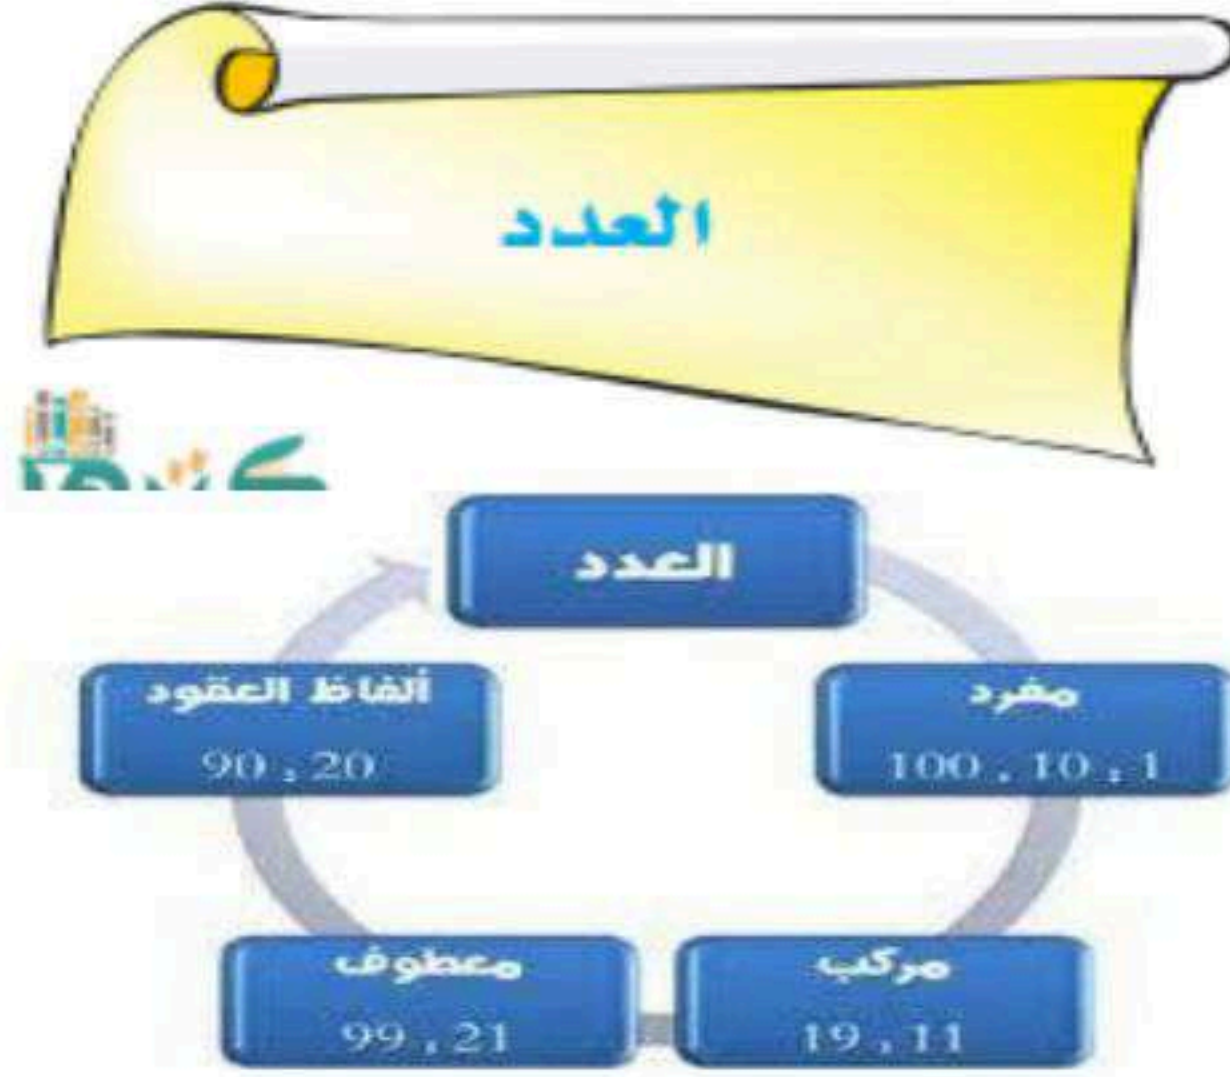 العدد
العدد
مفرد
1 , 10 , 100
ألفاظ العقود
20 , 90
مركب
11 , 19
معطوف
21 , 99